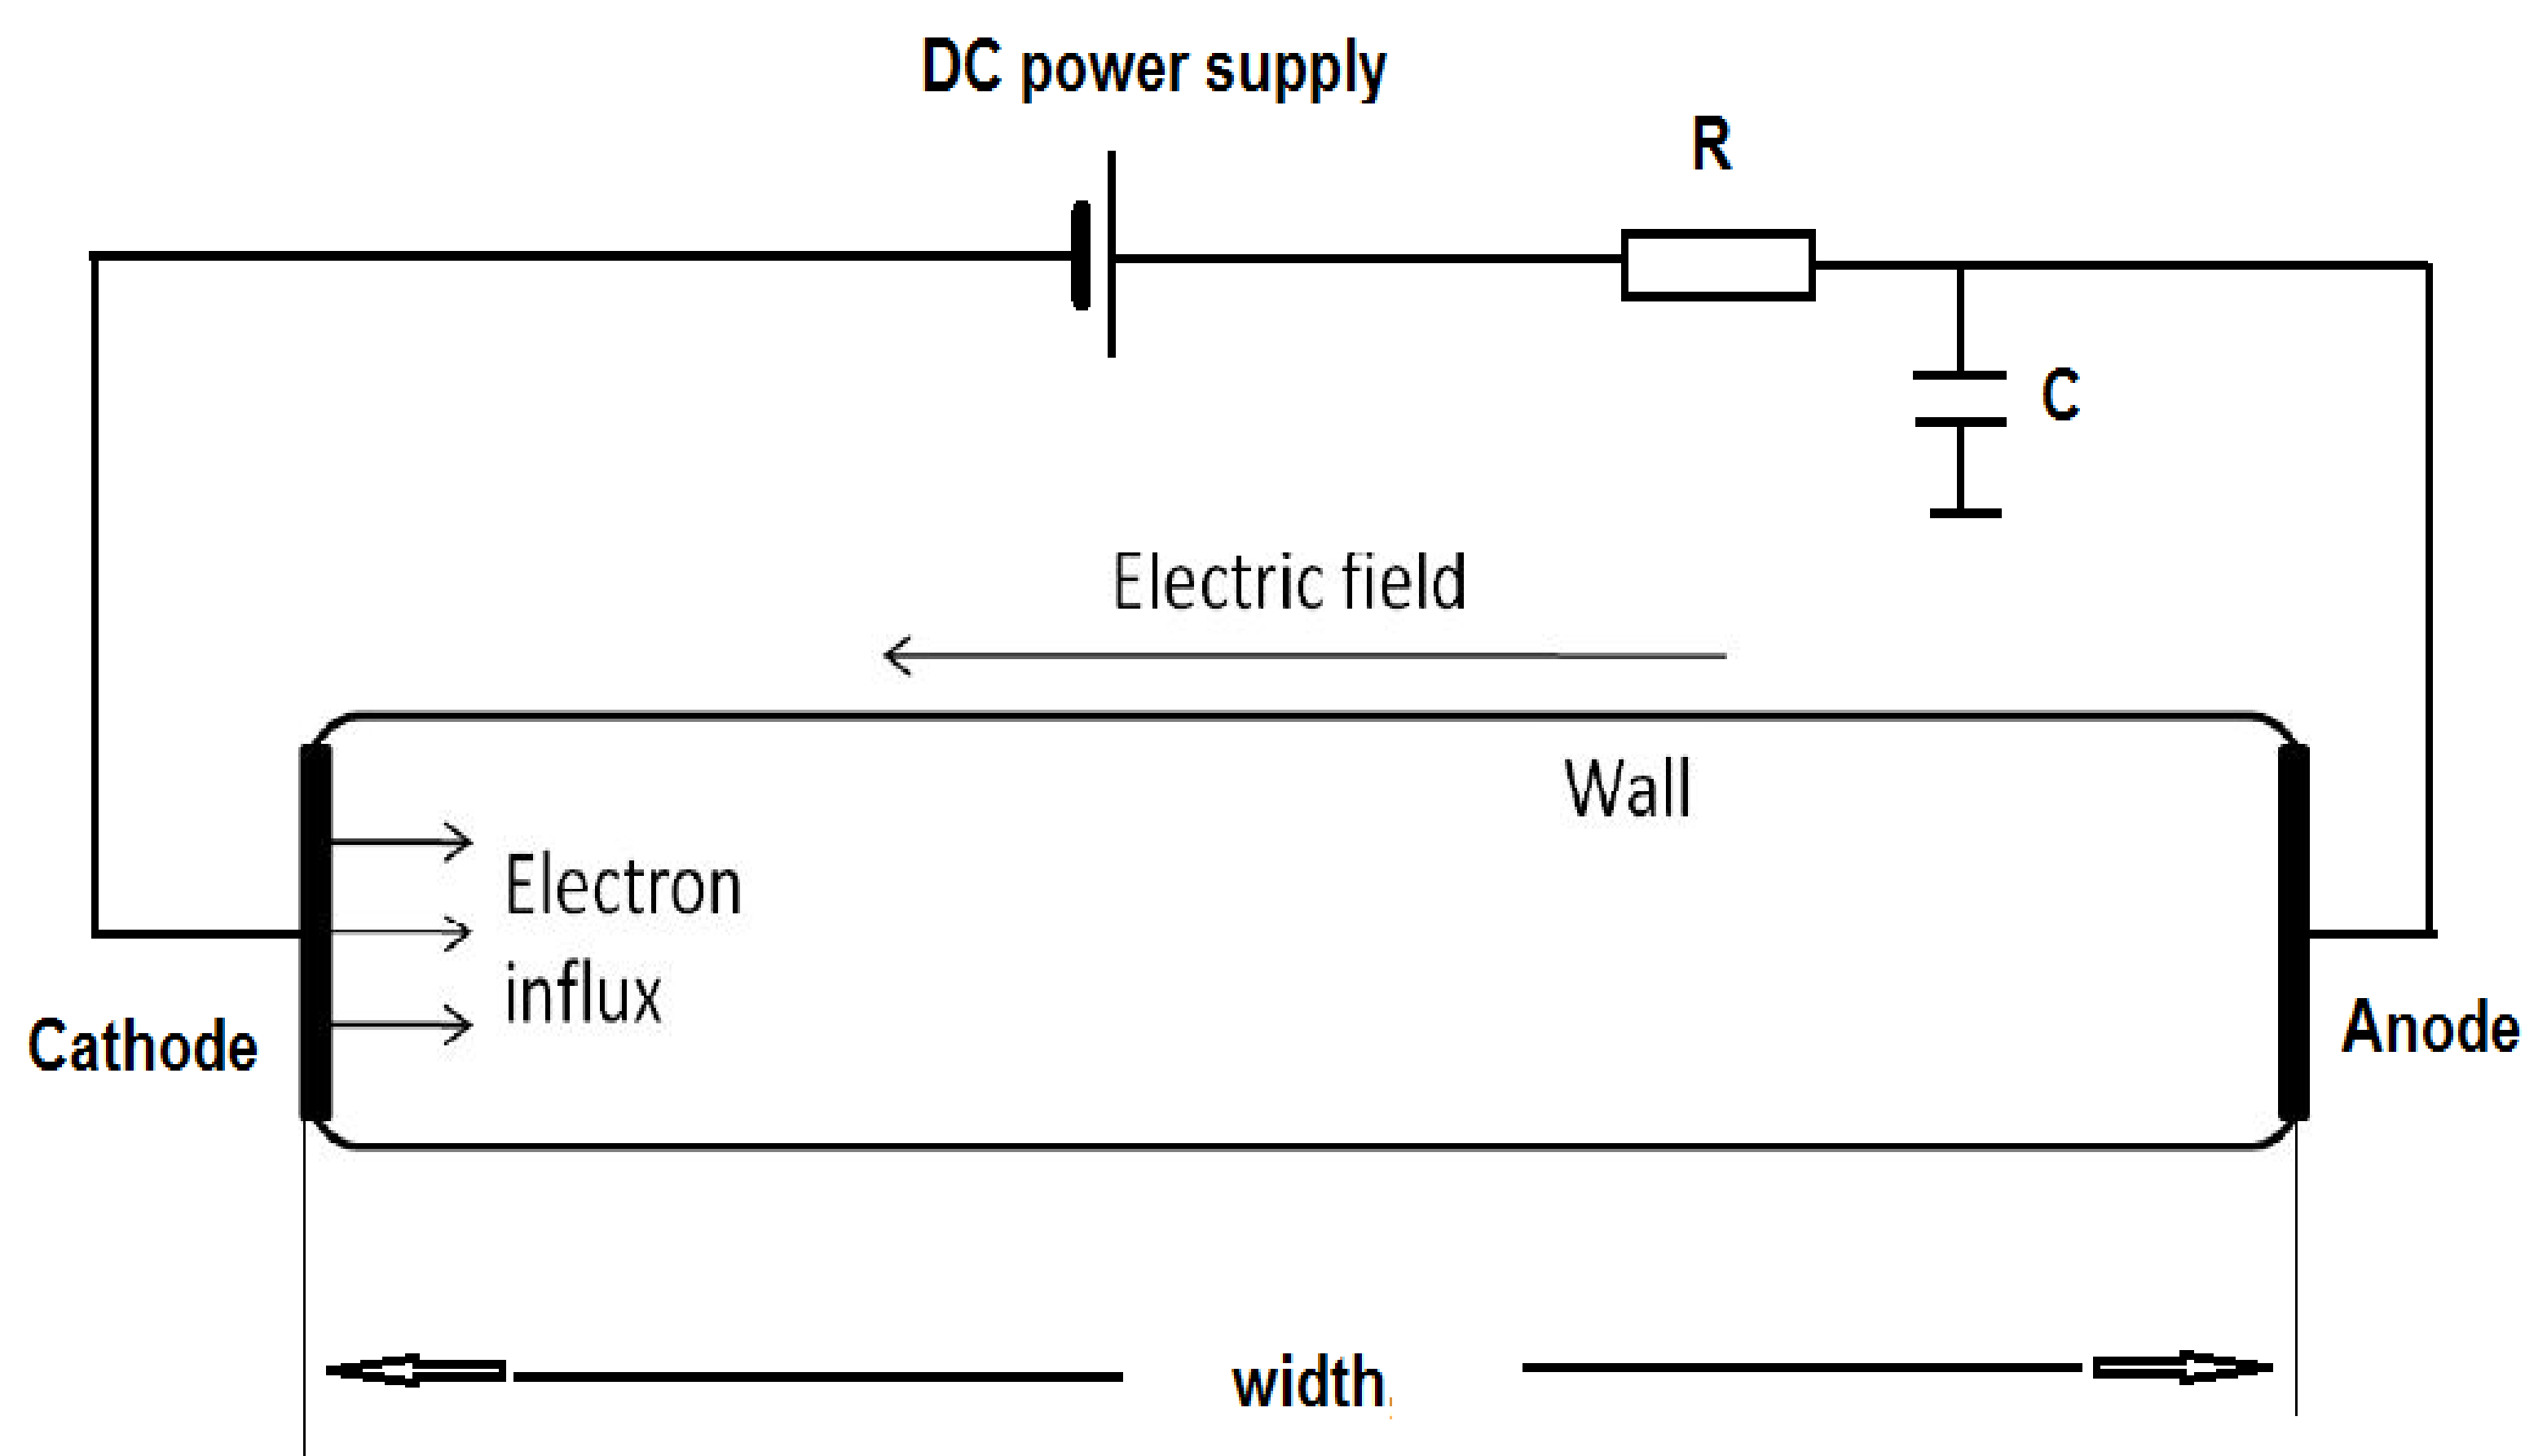 DC power supply
R
C
Electric field
Wall
Electron
influx
Cathode
Anode
width